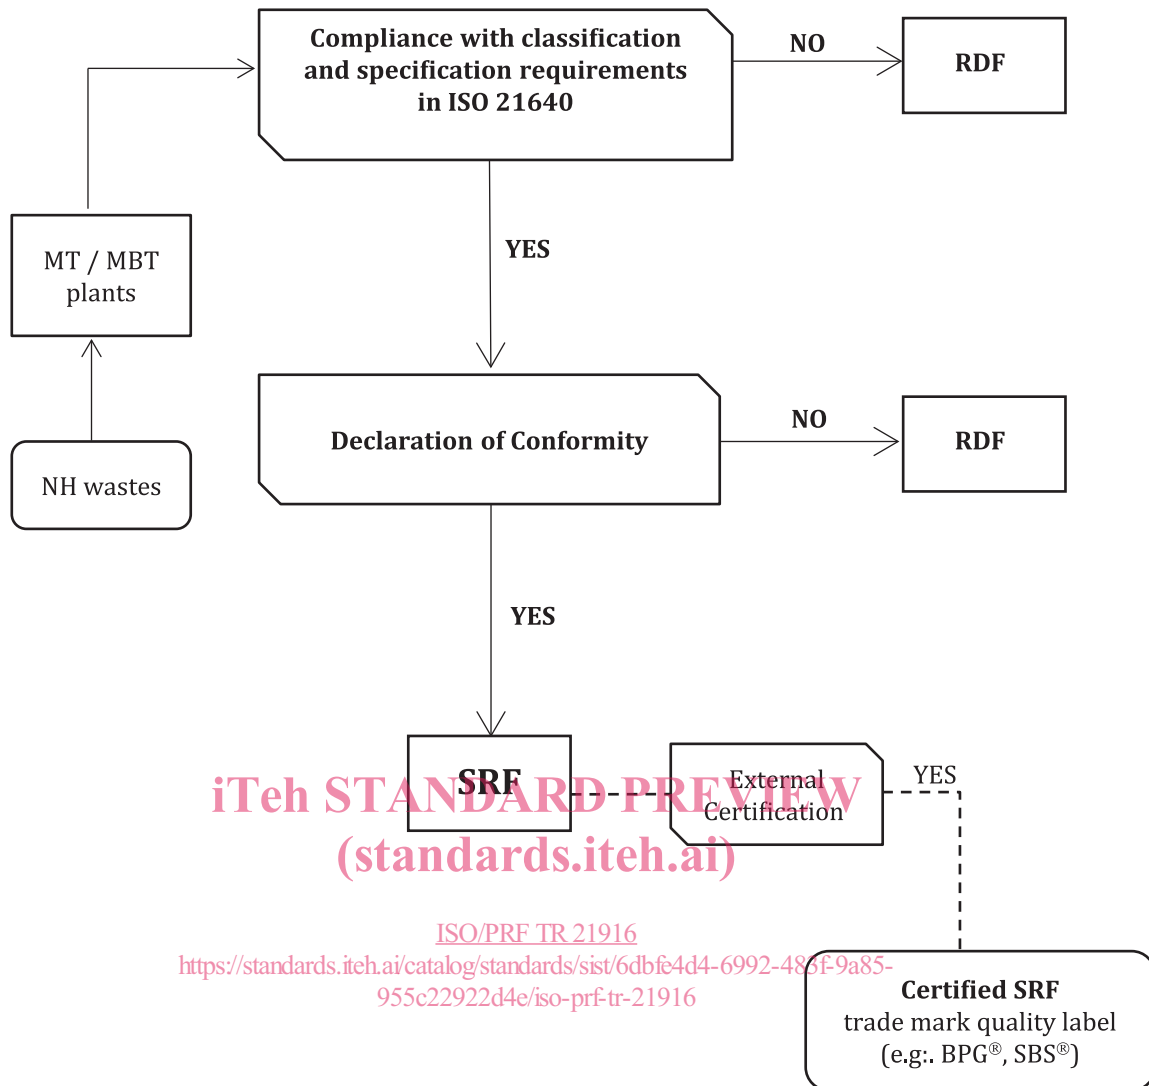 Compliance with classification
and specification requirements
in ISO 21640
NO
RDF
YES
MT / MBT
plants
Declaration of Conformity
NO
RDF
NH wastes
YES
SRF
External
Certification
YES
iTeh STANDARD PREVIEW
(standards.iteh.ai)
ISO/PRF TR 21916
https://standards.iteh.ai/catalog/standards/sist/6dbfe4d4-6992-483f-9a85-
955c22922d4e/iso-prf-tr-21916
Certified SRF
trade mark quality label
(e.g:. BPG®, SBS®)